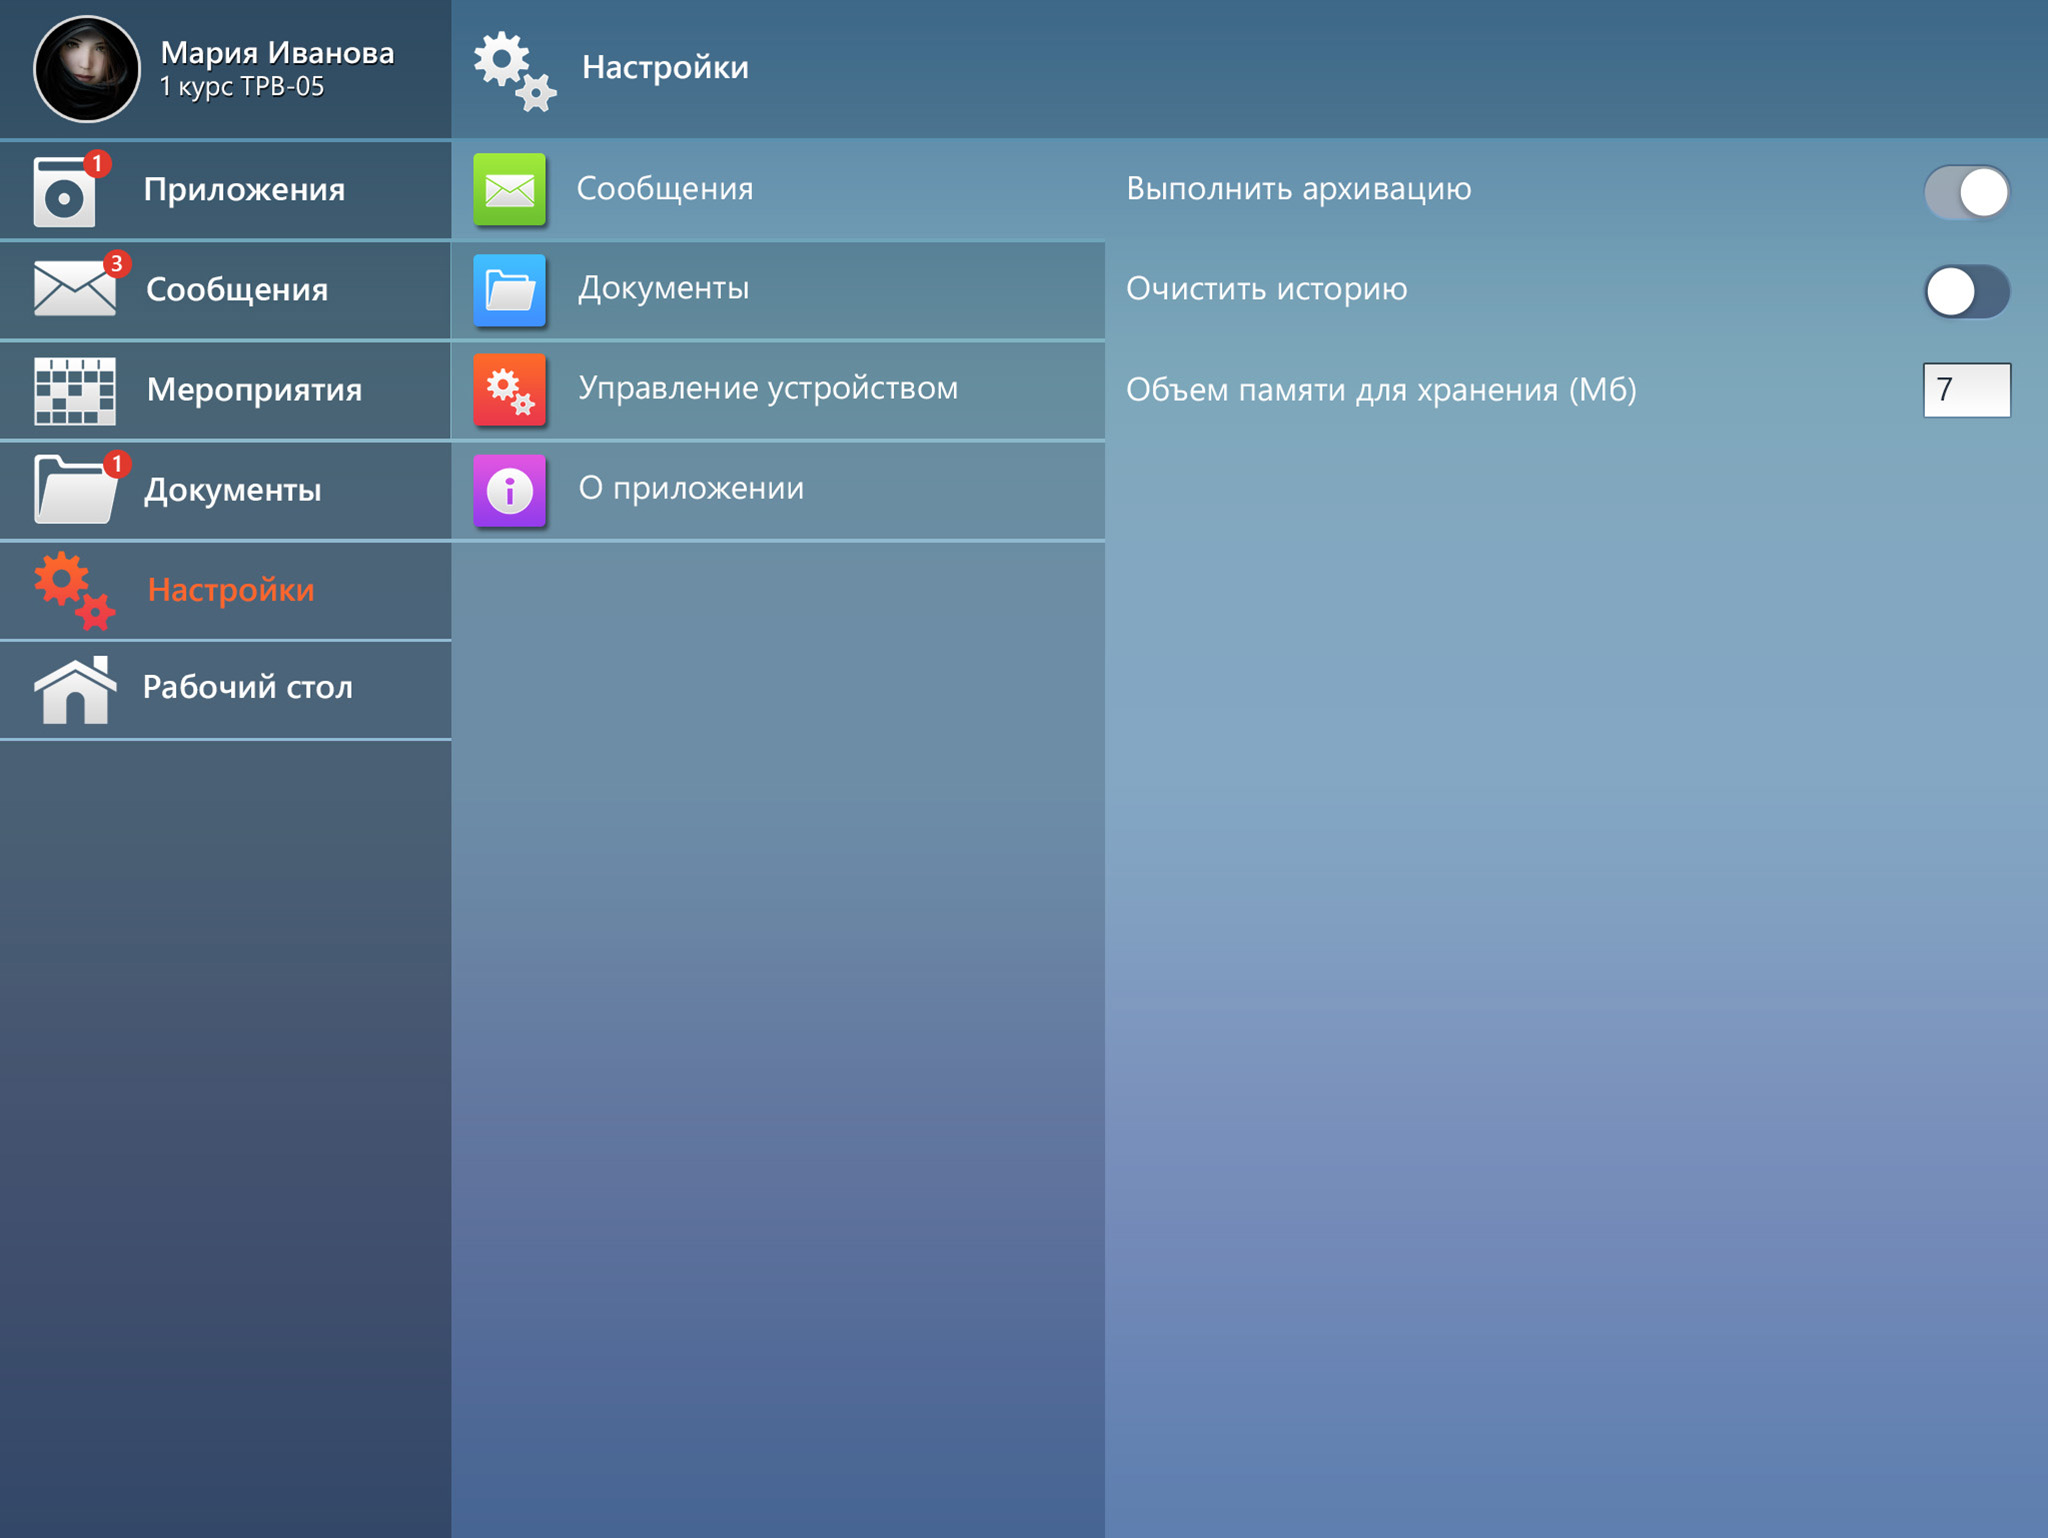 Мария Иванова
1 курс ТРВ-05
Настройки
1
Приложения
3
Сообщения
Мероприятия
1
Документы
Настройки
Рабочий стол
Сообщения
Документы
Управление устройством
О приложении
Выполнить архивацию
Очистить историю
Объем памяти для хранения (Мб)
7